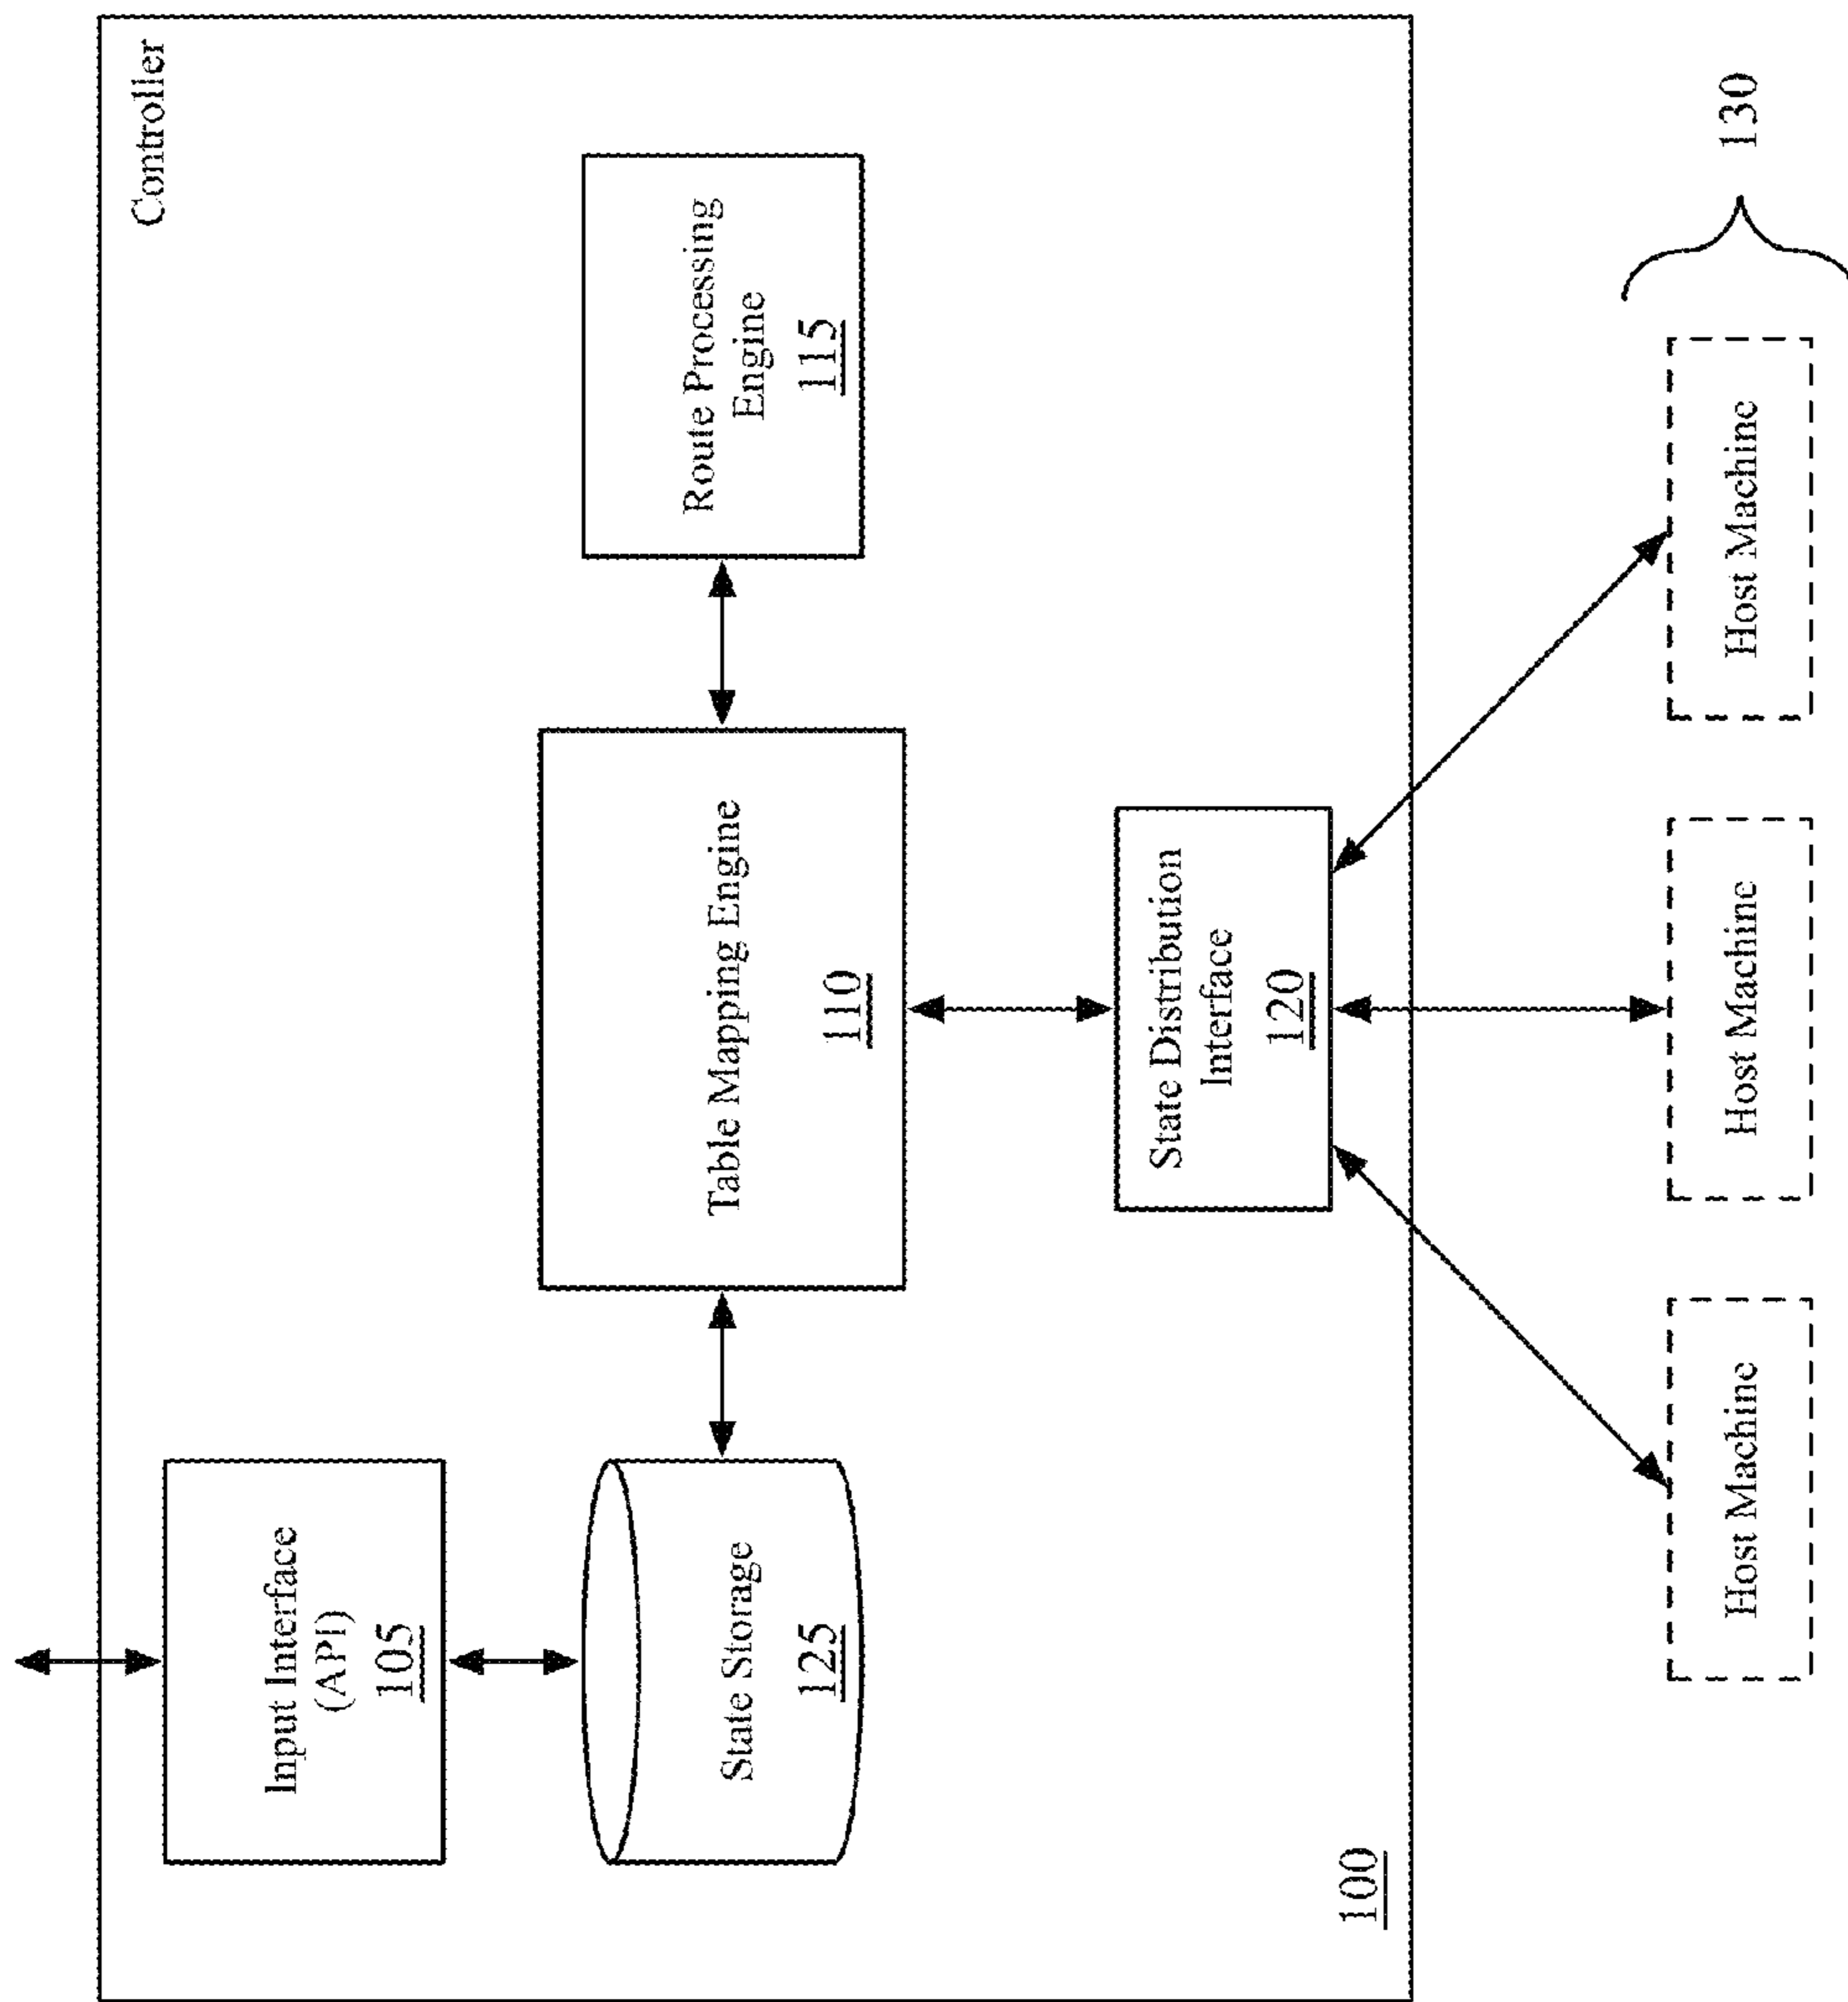 Controller
Input Interface
(API)
105
State Storage
125
Table Mapping Engine
110
Route Processing
Engine
115
State Distribution
Interface
120
100
Host Machine
Host Machine
Host Machine
130